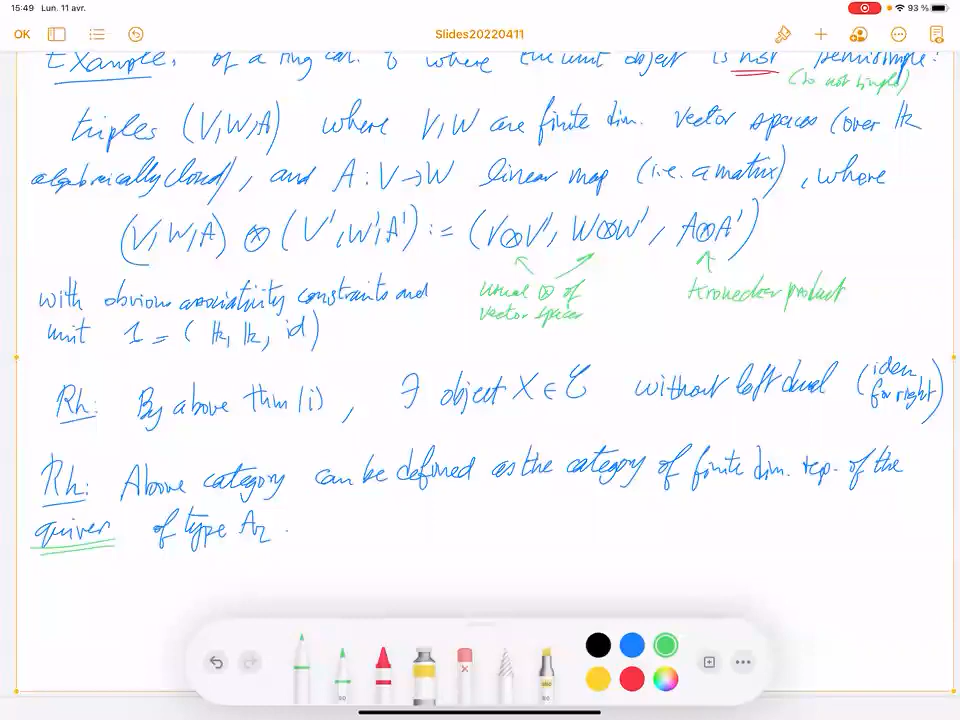 15:49 Lun. 11 avr.
93 %
OK
Slides20220411
Example: of a ring cat. C where the unit object is not semisimple:
(so not simple)
triples (V,W,A) where V,W are finite dim. vector spaces (over k
algebraically closed), and A: V → W linear map (i.e. a matrix), where
(V,W,A) ⊗ (V',W',A') := (V⊗V', W⊗W', A⊗A')
with obvious associativity constraints and
unit 1 = (k, k, id)
usual ⊗ of
vector spaces
Kronecker product
Rk: By above thm (i), ∃ object X ∈ C without left dual (idem
for right)
Rk: Above category can be defined as the category of finite dim. rep. of the
quiver of type A₂.